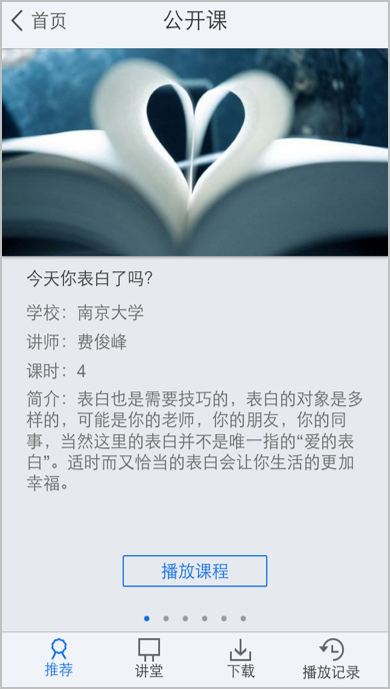 首页
公开课
今天你表白了吗?
学校：南京大学
讲师：费俊峰
课时：4
简介：表白也是需要技巧的，表白的对象是多
样的，可能是你的老师，你的朋友，你的同
事，当然这里的表白并不是唯一指的“爱的表
白”。适时而又恰当的表白会让你生活的更加
幸福。
播放课程
推荐
讲堂
下载
播放记录